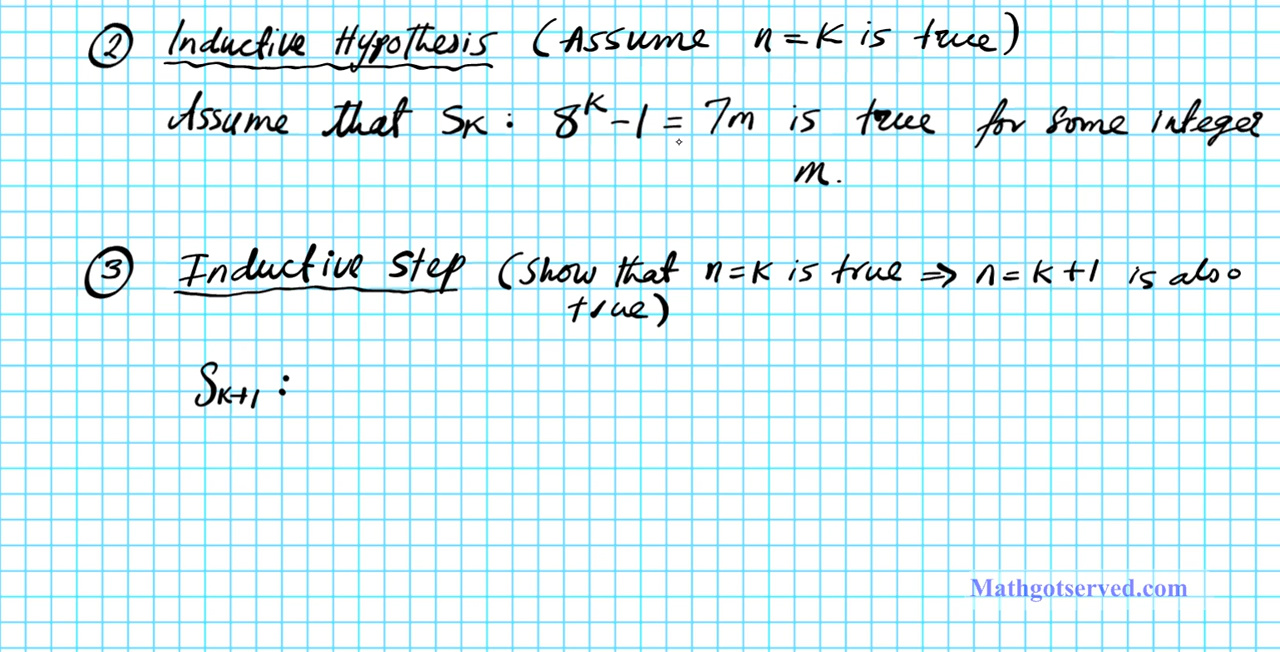 ② Inductive Hypothesis (Assume n = K is true)
Assume that Sₖ : 8ᵏ - 1 = 7m is true for some integer
m.
③ Inductive Step (Show that n = K is true ⇒ n = K + 1 is also
true)
Sₖ₊₁ :
Mathgotserved.com